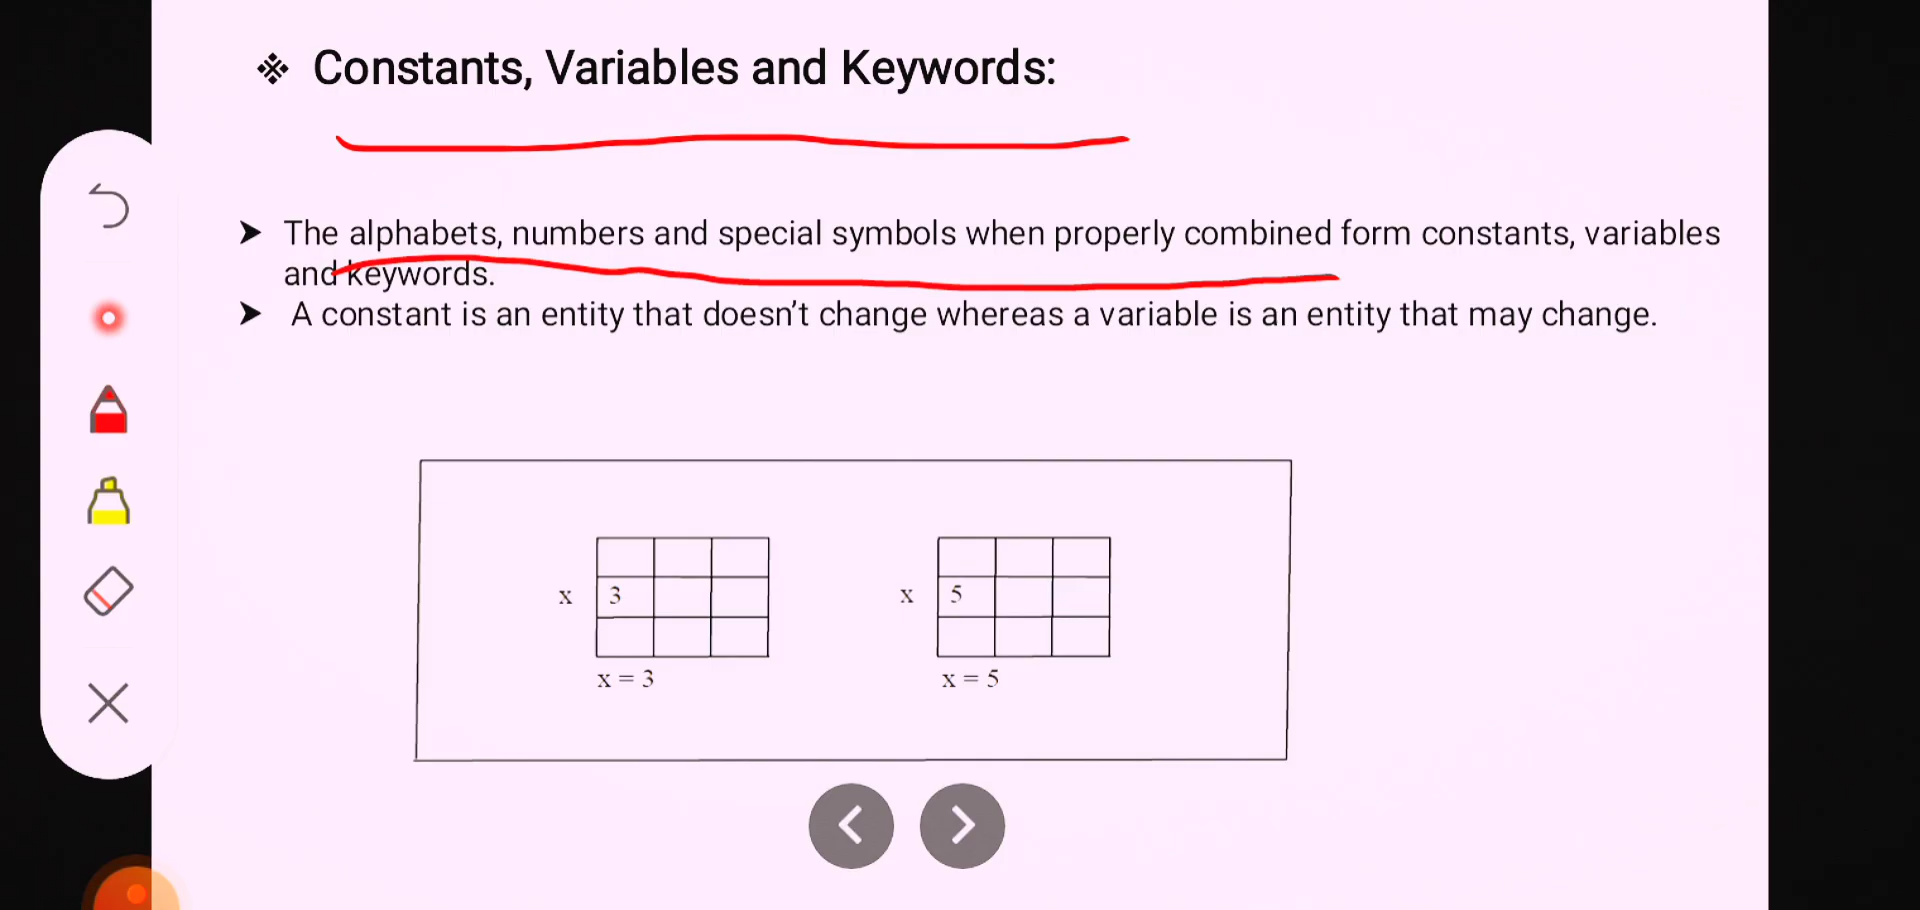 ❖ Constants, Variables and Keywords:
➤ The alphabets, numbers and special symbols when properly combined form constants, variables
and keywords.
➤ A constant is an entity that doesn’t change whereas a variable is an entity that may change.
x 3 x 5
x = 3 x = 5